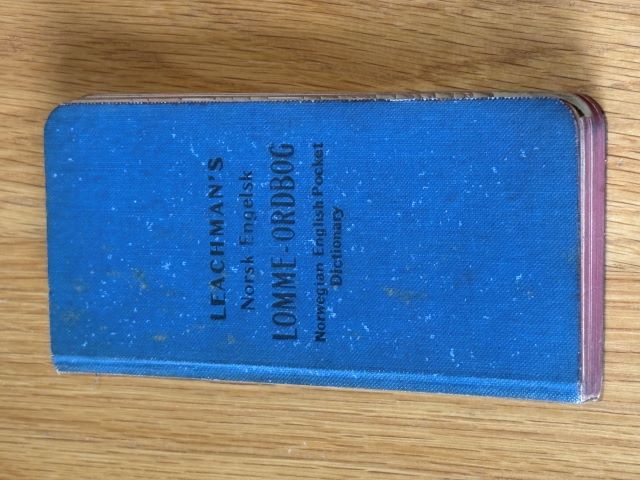 LEACHMAN'S
Norsk Engelsk
LOMME-ORDBOG
Norwegian English Pocket
Dictionary